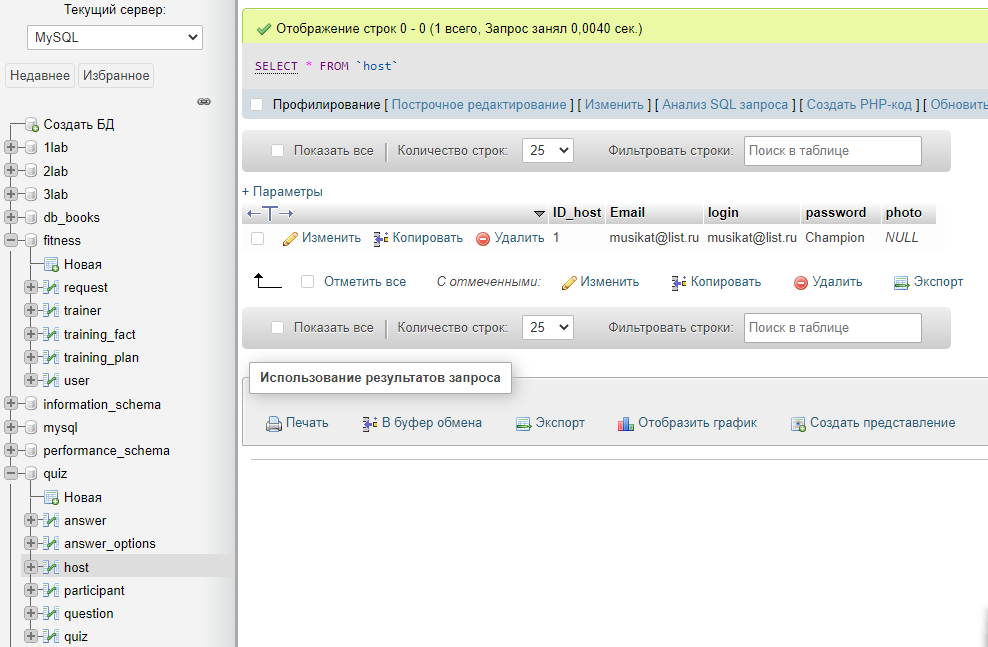 Текущий сервер:
MySQL
Недавнее Избранное
Создать БД
1lab
2lab
3lab
db_books
fitness
Новая
request
trainer
training_fact
training_plan
user
information_schema
mysql
performance_schema
quiz
Новая
answer
answer_options
host
participant
question
quiz
Отображение строк 0 - 0 (1 всего, Запрос занял 0,0040 сек.)
SELECT * FROM `host`
Профилирование [ Построчное редактирование ] [ Изменить ] [ Анализ SQL запроса ] [ Создать PHP-код ] [ Обновить
Показать все Количество строк: 25 Фильтровать строки: Поиск в таблице
+ Параметры
ID_host Email login password photo
Изменить Копировать Удалить 1 musikat@list.ru musikat@list.ru Champion NULL
Отметить все С отмеченными: Изменить Копировать Удалить Экспорт
Показать все Количество строк: 25 Фильтровать строки: Поиск в таблице
Использование результатов запроса
Печать В буфер обмена Экспорт Отобразить график Создать представление